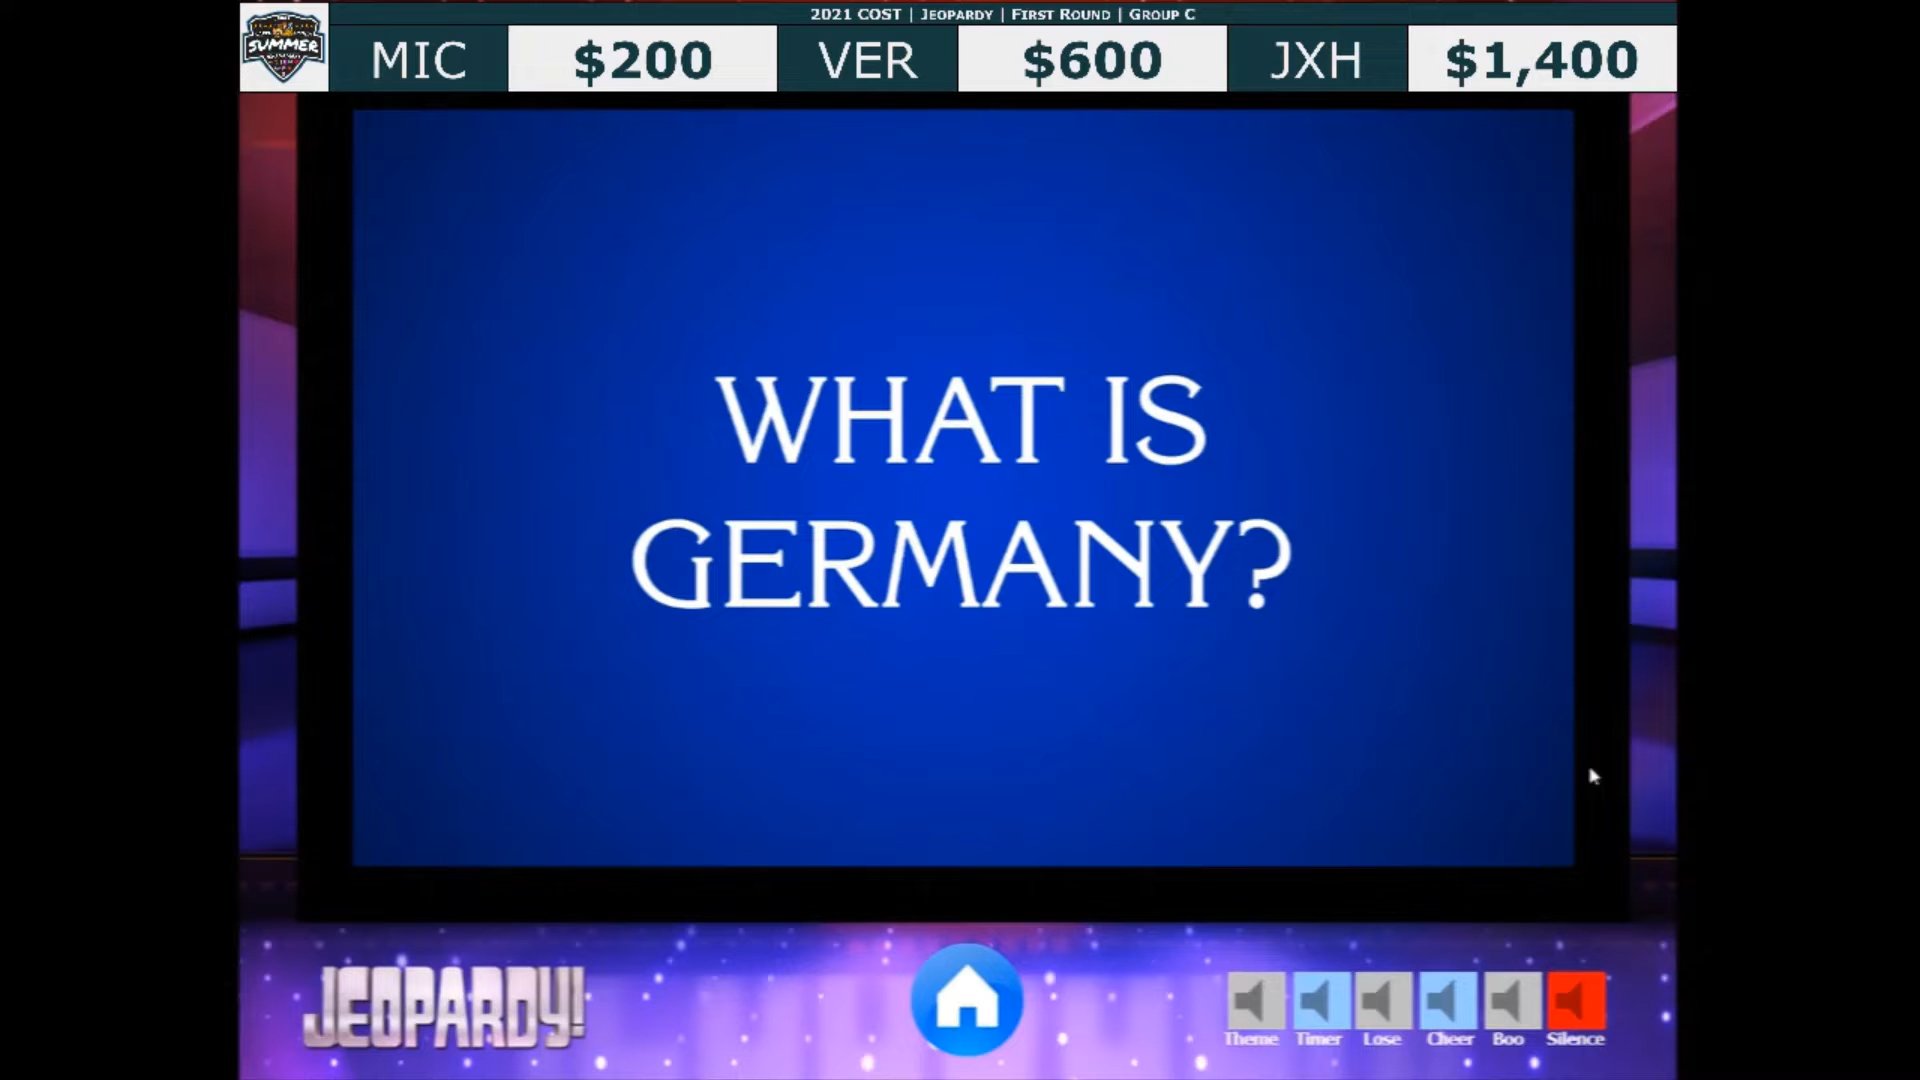 2021 COST | JEOPARDY | FIRST ROUND | GROUP C
SUMMER
MIC $200 VER $600 JXH $1,400
WHAT IS
GERMANY?
JEOPARDY!
Theme Timer Lose Cheer Boo Silence